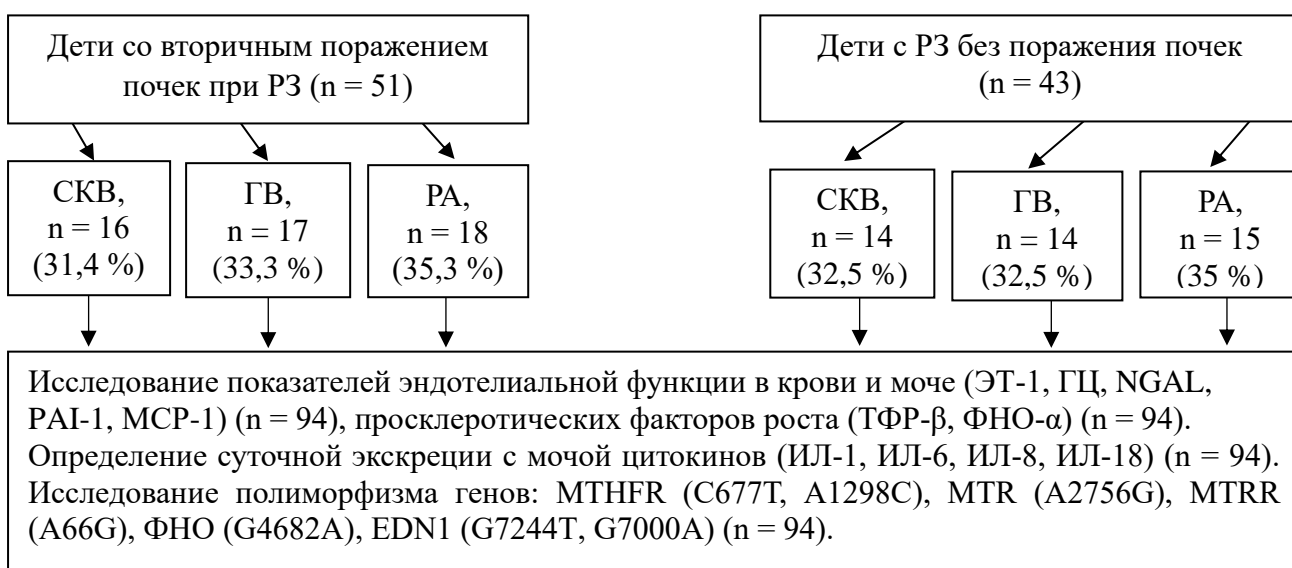 Дети со вторичным поражением
почек при РЗ (n = 51)
Дети с РЗ без поражения почек
(n = 43)
СКВ,
n = 16
(31,4 %)
ГВ,
n = 17
(33,3 %)
РА,
n = 18
(35,3 %)
СКВ,
n = 14
(32,5 %)
ГВ,
n = 14
(32,5 %)
РА,
n = 15
(35 %)
Исследование показателей эндотелиальной функции в крови и моче (ЭТ-1, ГЦ, NGAL,
PAI-1, MCP-1) (n = 94), просклеротических факторов роста (ТФР-β, ФНО-α) (n = 94).
Определение суточной экскреции с мочой цитокинов (ИЛ-1, ИЛ-6, ИЛ-8, ИЛ-18) (n = 94).
Исследование полиморфизма генов: MTHFR (C677T, A1298C), MTR (A2756G), MTRR
(A66G), ФНО (G4682A), EDN1 (G7244T, G7000A) (n = 94).